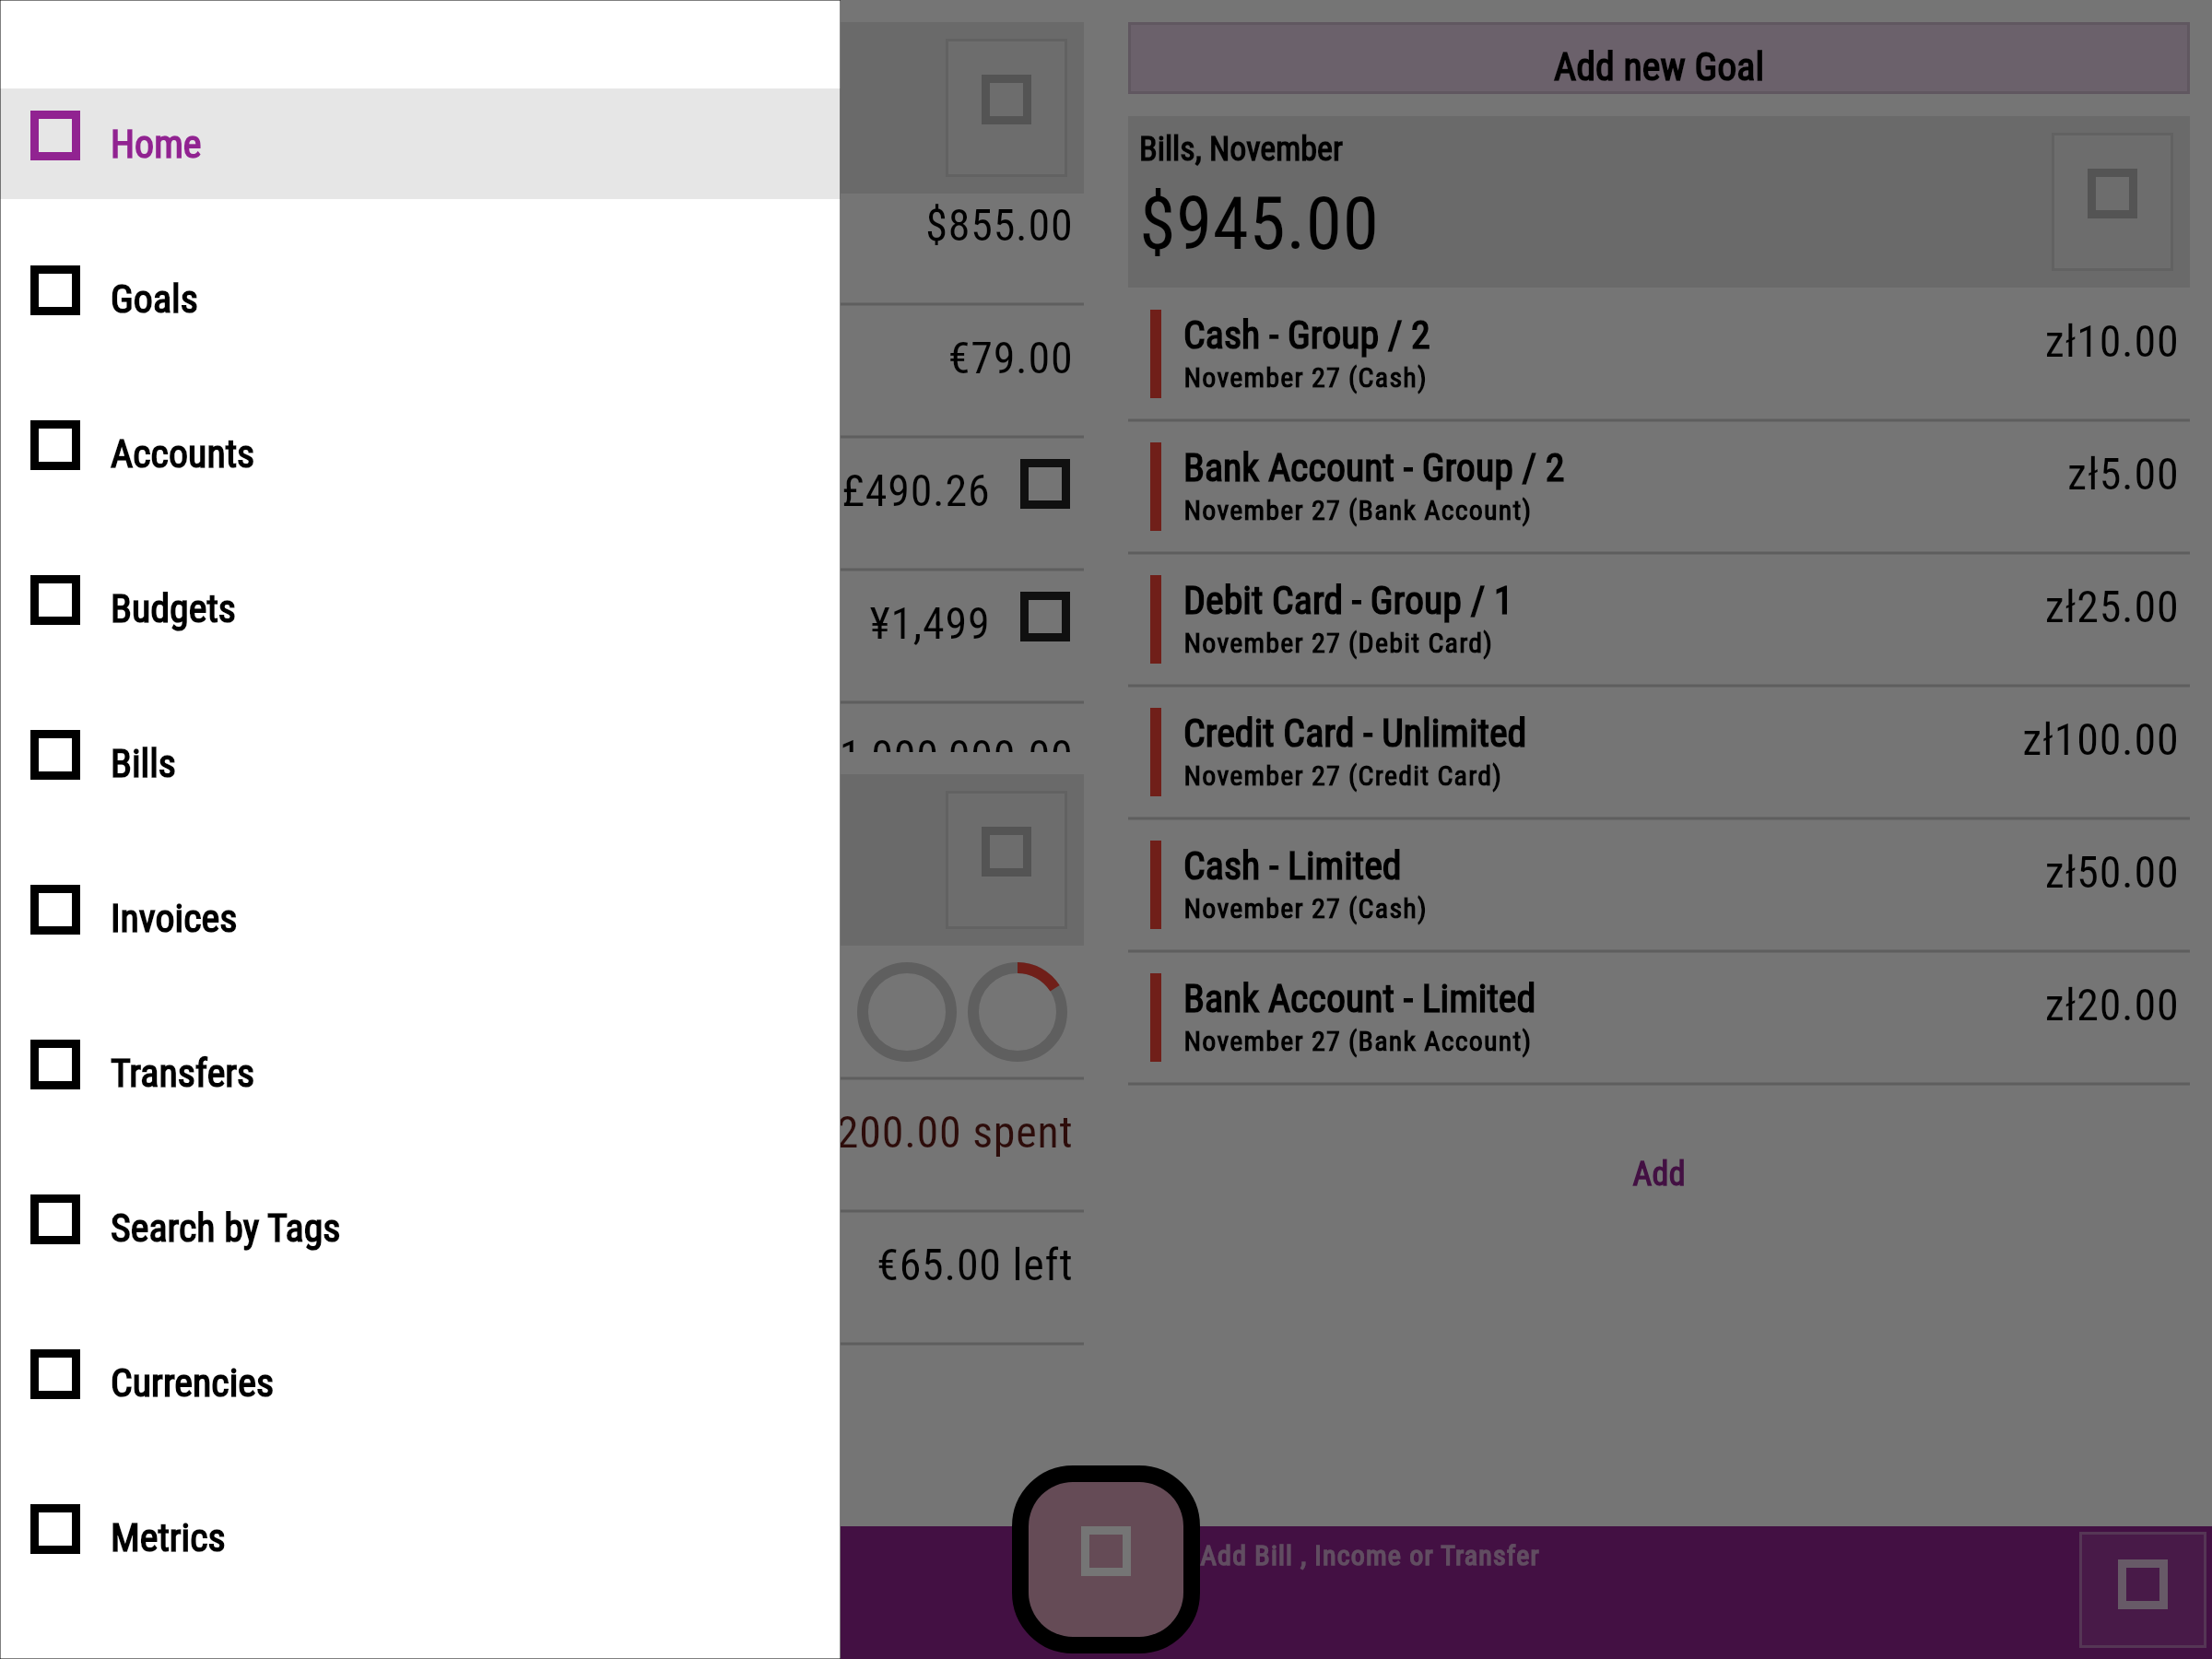 Home
Goals
Accounts
Budgets
Bills
Invoices
Transfers
Search by Tags
Currencies
Metrics
$855.00
€79.00
£490.26
¥1,499
200.00 spent
€65.00 left
Add new Goal
Bills, November
$945.00
Cash - Group / 2
zł10.00
November 27 (Cash)
Bank Account - Group / 2
zł5.00
November 27 (Bank Account)
Debit Card - Group / 1
zł25.00
November 27 (Debit Card)
Credit Card - Unlimited
zł100.00
November 27 (Credit Card)
Cash - Limited
zł50.00
November 27 (Cash)
Bank Account - Limited
zł20.00
November 27 (Bank Account)
Add
Add Bill , Income or Transfer